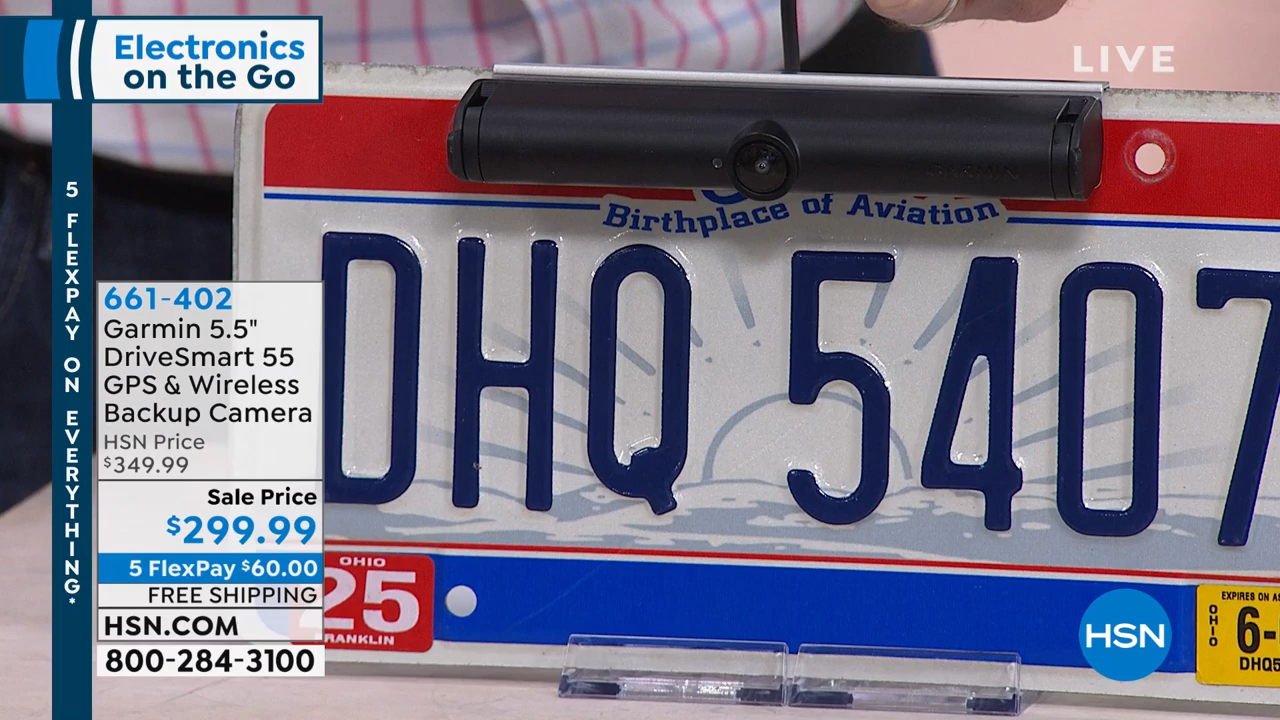 Electronics
on the Go
LIVE
5 FLEXPAY ON EVERYTHING*
661-402
Garmin 5.5"
DriveSmart 55
GPS & Wireless
Backup Camera
HSN Price
$349.99
Sale Price
$299.99
5 FlexPay $60.00
FREE SHIPPING
HSN.COM
800-284-3100
GARMIN
Birthplace of Aviation
DHQ 5407
OHIO
25
FRANKLIN
HSN
EXPIRES ON
OHIO
6-
DHQ5